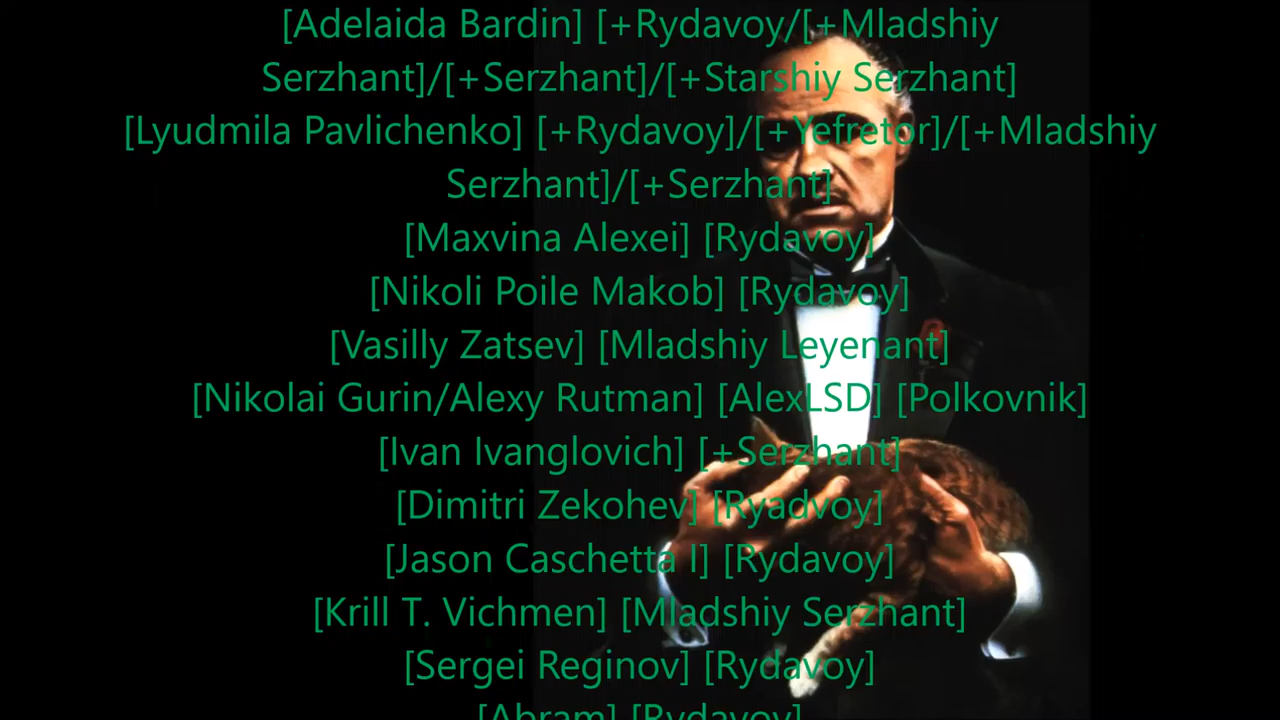 [Adelaida Bardin] [+Rydavoy/[+Mladshiy
Serzhant]/[+Serzhant]/[+Starshiy Serzhant]
[Lyudmila Pavlichenko] [+Rydavoy]/[+Yefretor]/[+Mladshiy
Serzhant]/[+Serzhant]
[Maxvina Alexei] [Rydavoy]
[Nikoli Poile Makob] [Rydavoy]
[Vasilly Zatsev] [Mladshiy Leyenant]
[Nikolai Gurin/Alexy Rutman] [AlexLSD] [Polkovnik]
[Ivan Ivanglovich] [+Serzhant]
[Dimitri Zekohev] [Ryadvoy]
[Jason Caschetta I] [Rydavoy]
[Krill T. Vichmen] [Mladshiy Serzhant]
[Sergei Reginov] [Rydavoy]
[Abram] [Rydavoy]